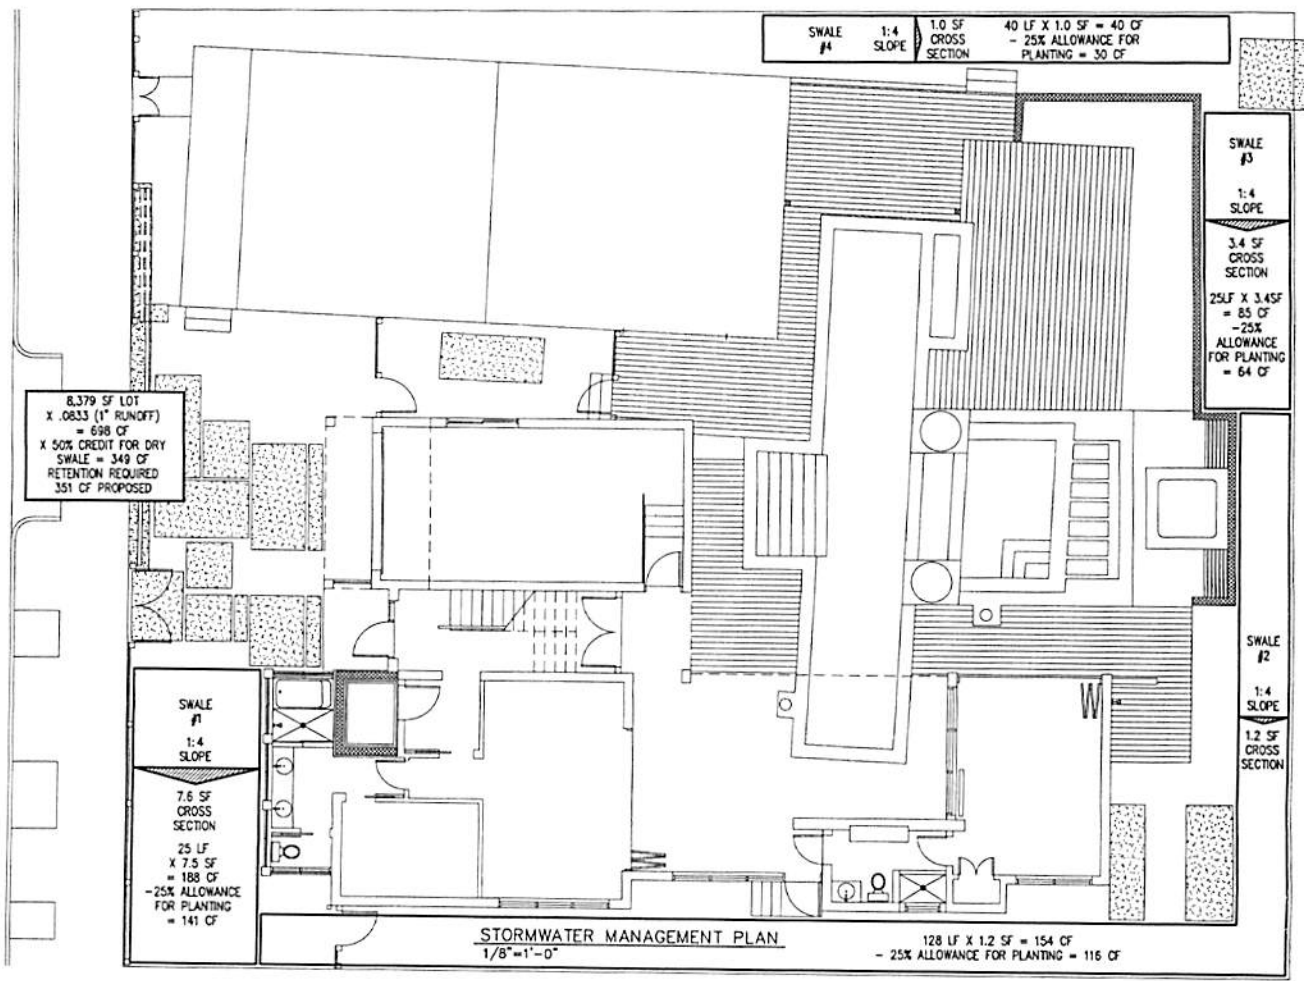 SWALE
#4
1:4
SLOPE
1.0 SF
CROSS
SECTION
40 LF X 1.0 SF = 40 CF
- 25% ALLOWANCE FOR
PLANTING = 30 CF
SWALE
#3
1:4
SLOPE
3.4 SF
CROSS
SECTION
25LF X 3.4SF
= 85 CF
-25%
ALLOWANCE
FOR PLANTING
= 64 CF
8,379 SF LOT
X .0833 (1" RUNOFF)
= 698 CF
X 50% CREDIT FOR DRY
SWALE = 349 CF
RETENTION REQUIRED
351 CF PROPOSED
SWALE
#2
1:4
SLOPE
1.2 SF
CROSS
SECTION
SWALE
#1
1:4
SLOPE
7.6 SF
CROSS
SECTION
25 LF
X 7.5 SF
= 188 CF
-25% ALLOWANCE
FOR PLANTING
= 141 CF
STORMWATER MANAGEMENT PLAN
1/8"=1'-0"
128 LF X 1.2 SF = 154 CF
- 25% ALLOWANCE FOR PLANTING = 116 CF